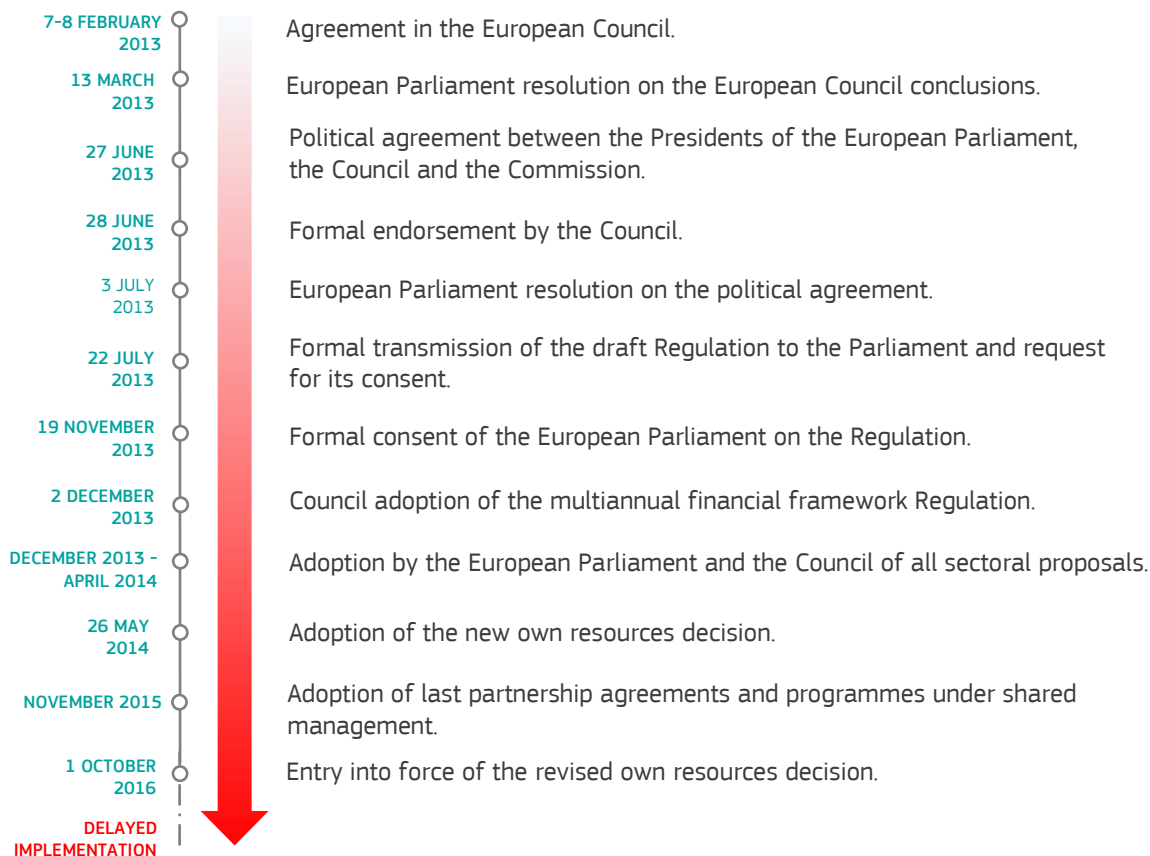 7-8 FEBRUARY
2013
Agreement in the European Council.
13 MARCH
2013
European Parliament resolution on the European Council conclusions.
27 JUNE
2013
Political agreement between the Presidents of the European Parliament,
the Council and the Commission.
28 JUNE
2013
Formal endorsement by the Council.
3 JULY
2013
European Parliament resolution on the political agreement.
22 JULY
2013
Formal transmission of the draft Regulation to the Parliament and request
for its consent.
19 NOVEMBER
2013
Formal consent of the European Parliament on the Regulation.
2 DECEMBER
2013
Council adoption of the multiannual financial framework Regulation.
DECEMBER 2013 -
APRIL 2014
Adoption by the European Parliament and the Council of all sectoral proposals.
26 MAY
2014
Adoption of the new own resources decision.
NOVEMBER 2015
Adoption of last partnership agreements and programmes under shared
management.
1 OCTOBER
2016
Entry into force of the revised own resources decision.
DELAYED
IMPLEMENTATION